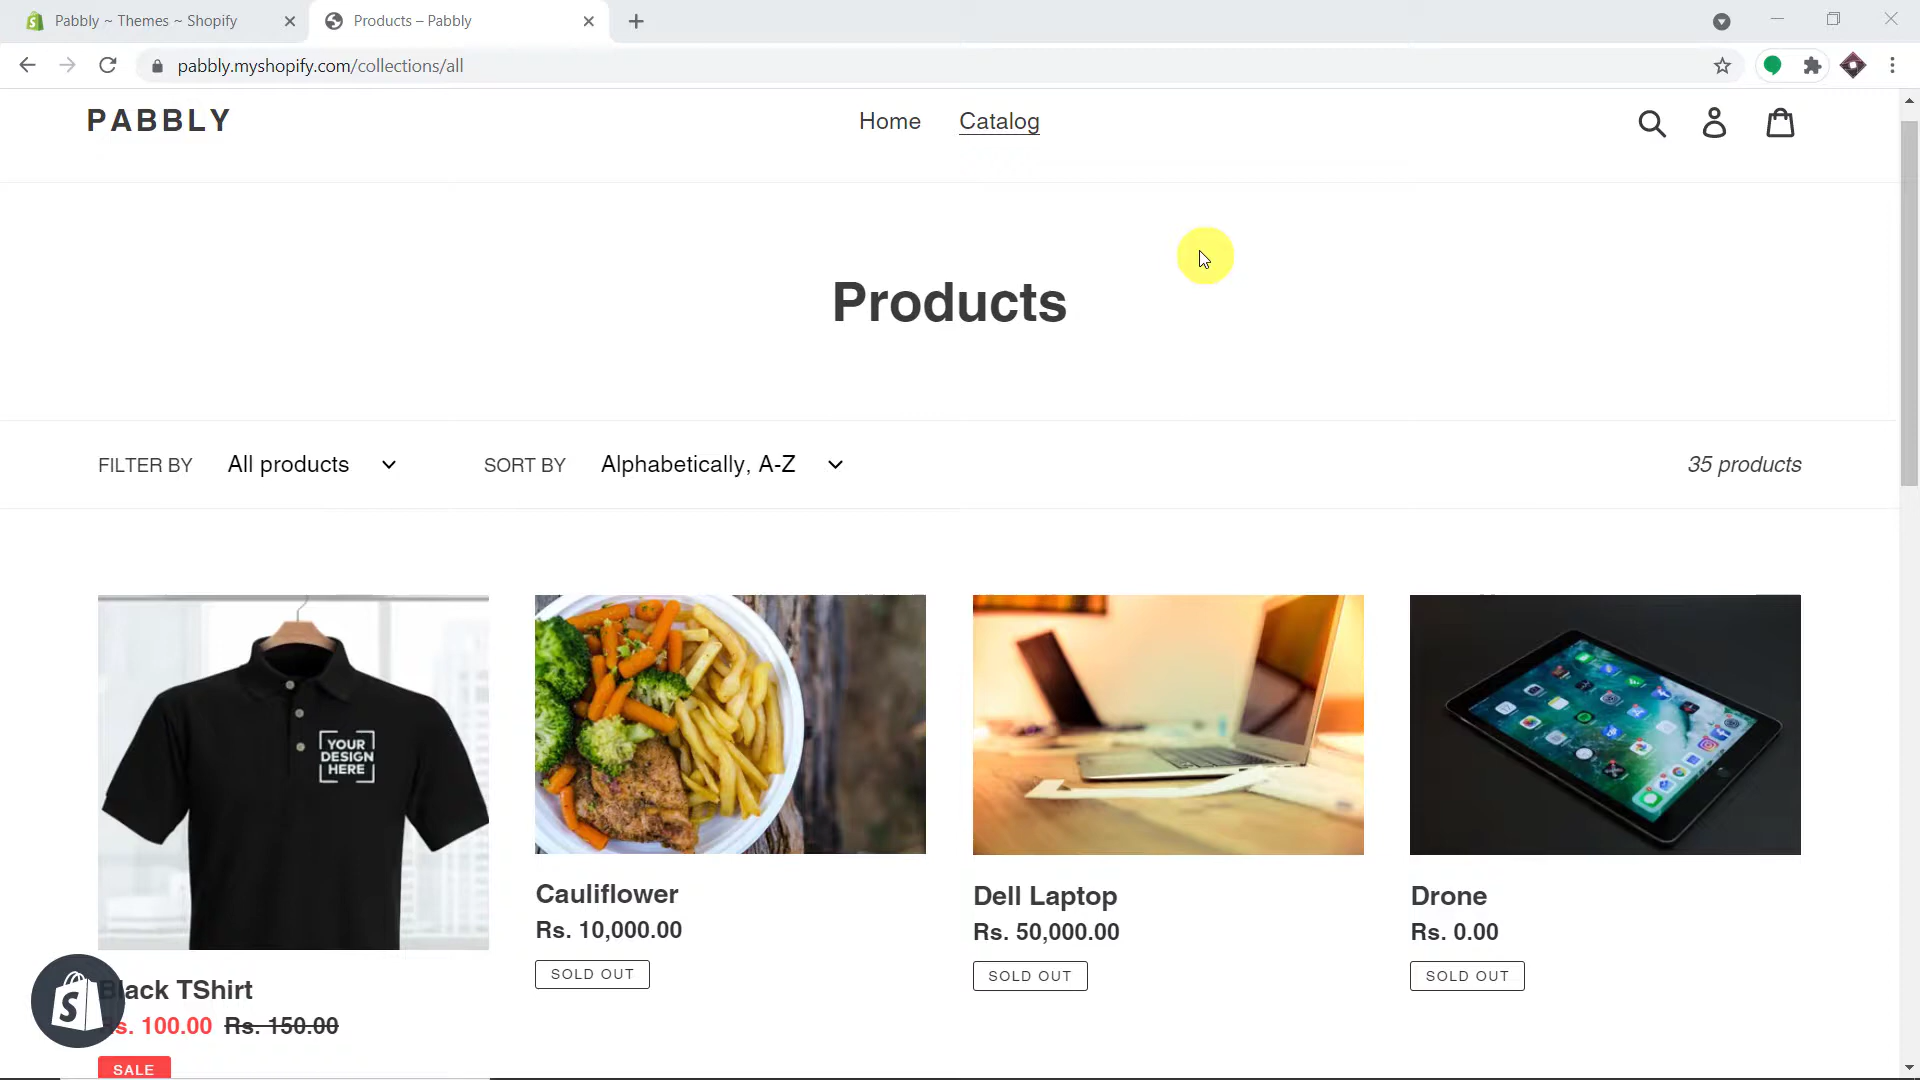 Pabbly ~ Themes ~ Shopify
Products – Pabbly
pabbly.myshopify.com/collections/all
PABBLY
Home
Catalog
Products
FILTER BY
All products
SORT BY
Alphabetically, A-Z
35 products
YOUR
DESIGN
HERE
Black TShirt
Rs. 100.00 Rs. 150.00
SALE
Cauliflower
Rs. 10,000.00
SOLD OUT
Dell Laptop
Rs. 50,000.00
SOLD OUT
Drone
Rs. 0.00
SOLD OUT